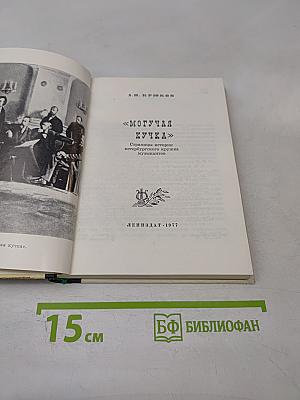 А.Н. КРЮКОВ
«МОГУЧАЯ
КУЧКА»
Страницы истории
петербургского кружка
музыкантов
ЛЕНИЗДАТ · 1977
кучка».
15 см
БФ БИБЛИОФАН